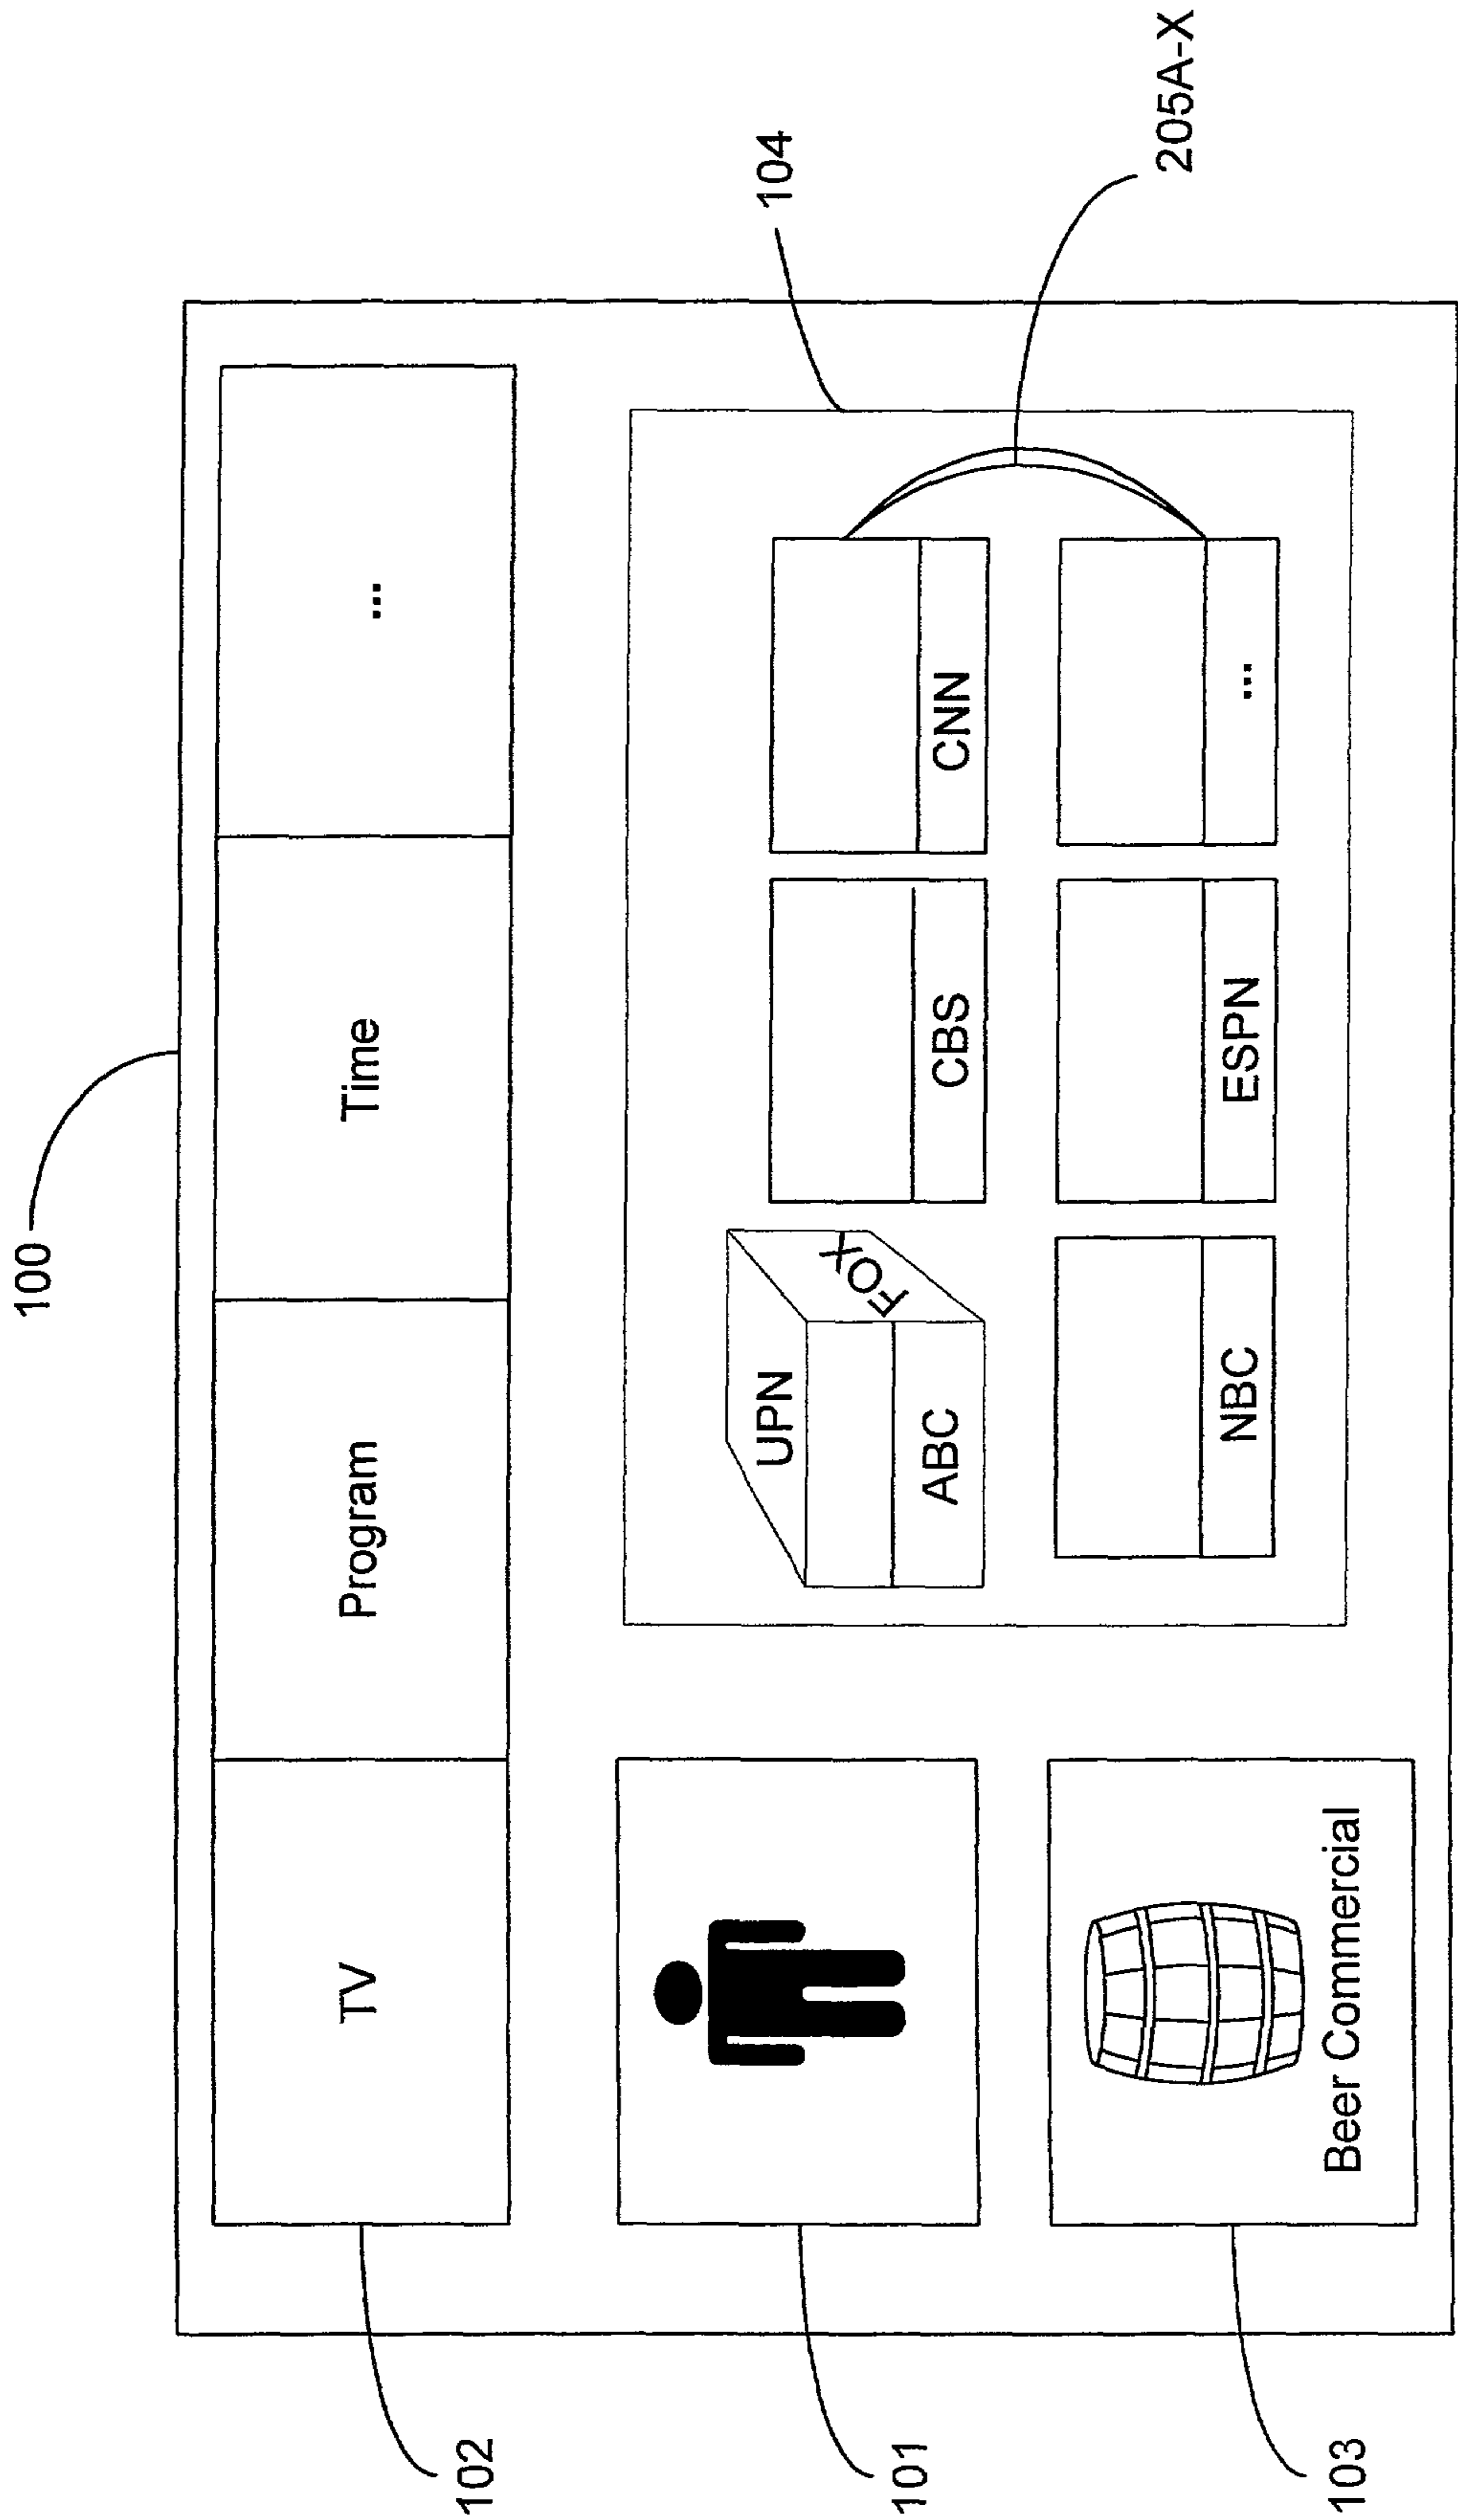 100
102
TV
Program
Time
...
104
101
UPN
FOX
ABC
CBS
CNN
205A-X
103
Beer Commercial
NBC
ESPN
...